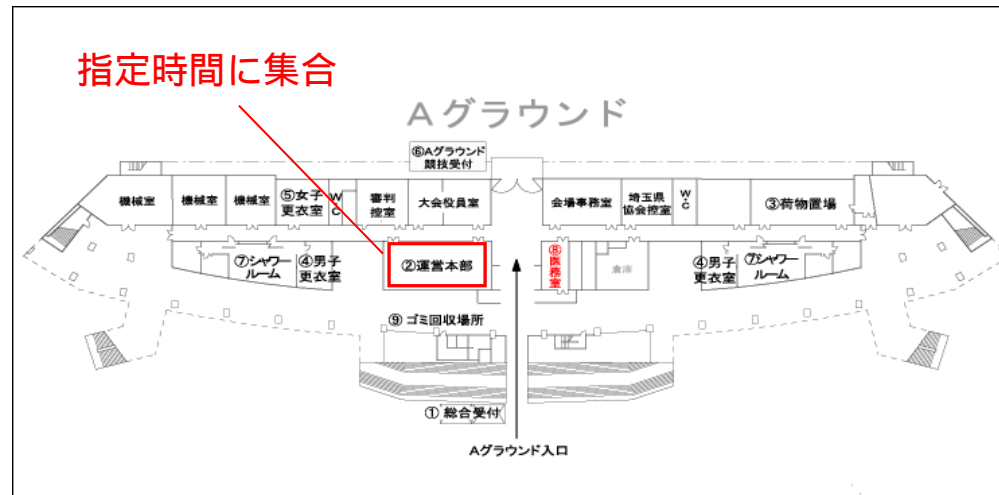 指定時間に集合
Aグラウンド
⑥Aグラウンド
競技受付
機械室
機械室
機械室
⑤女子
更衣室
W・C
審判
控室
大会役員室
会場事務室
埼玉県
協会控室
W・C
③荷物置場
⑦シャワー
ルーム
④男子
更衣室
②運営本部
⑧医務室
倉庫
④男子
更衣室
⑦シャワー
ルーム
⑨ ゴミ回収場所
① 総合受付
Aグラウンド入口